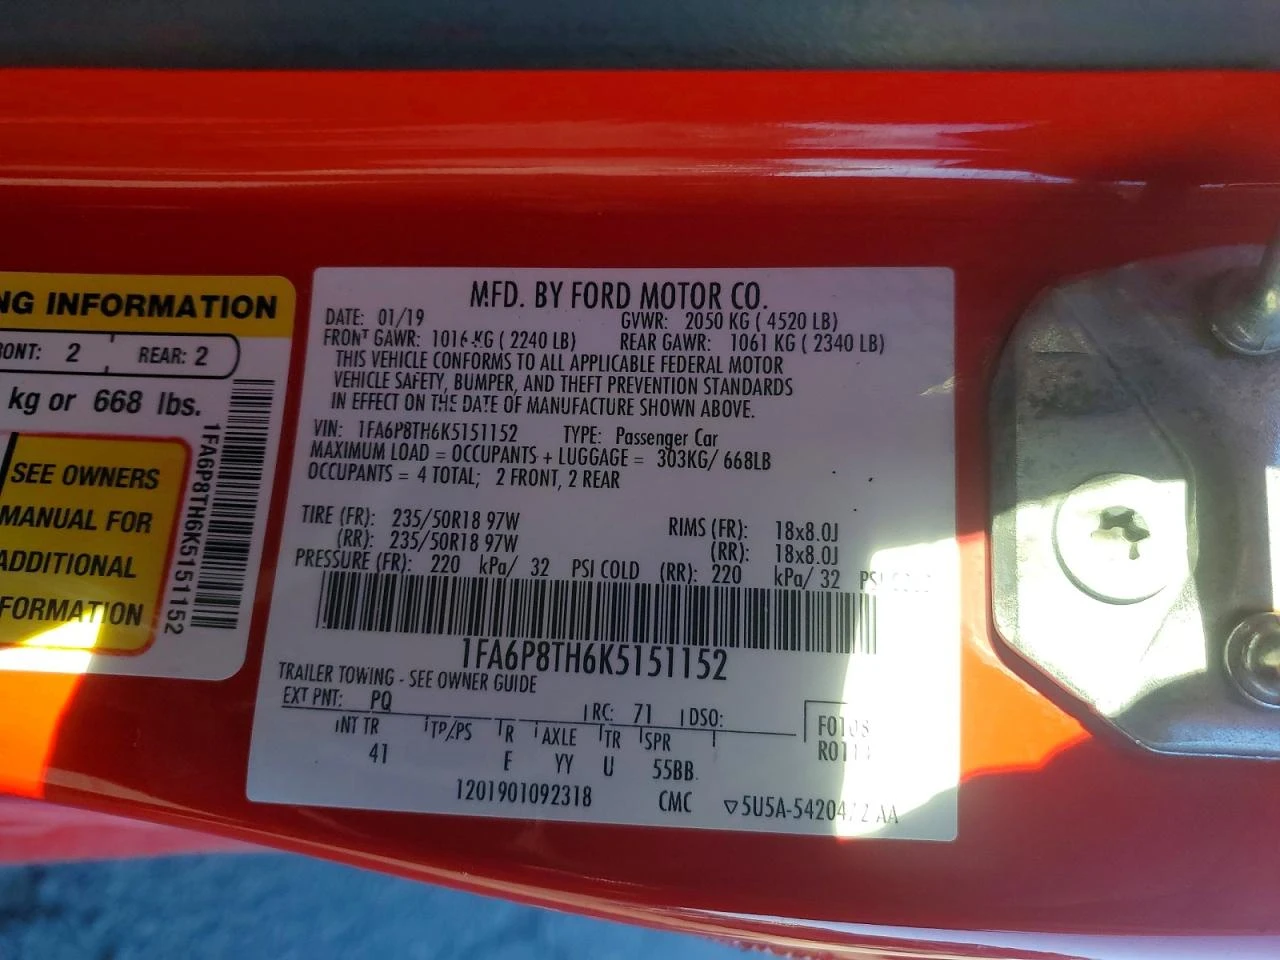 NG INFORMATION
RONT: 2 REAR: 2
kg or 668 lbs.
SEE OWNERS
MANUAL FOR
ADDITIONAL
FORMATION
1FA6P8TH6K5151152
MFD. BY FORD MOTOR CO.
DATE: 01/19 GVWR: 2050 KG ( 4520 LB)
FRONT GAWR: 1016 KG ( 2240 LB) REAR GAWR: 1061 KG ( 2340 LB)
THIS VEHICLE CONFORMS TO ALL APPLICABLE FEDERAL MOTOR
VEHICLE SAFETY, BUMPER, AND THEFT PREVENTION STANDARDS
IN EFFECT ON THE DATE OF MANUFACTURE SHOWN ABOVE.
VIN: 1FA6P8TH6K5151152 TYPE: Passenger Car
MAXIMUM LOAD = OCCUPANTS + LUGGAGE = 303KG/ 668LB
OCCUPANTS = 4 TOTAL; 2 FRONT, 2 REAR
TIRE (FR): 235/50R18 97W RIMS (FR): 18x8.0J
(RR): 235/50R18 97W (RR): 18x8.0J
PRESSURE (FR): 220 kPa/ 32 PSI COLD (RR): 220 kPa/ 32 PSI
1FA6P8TH6K5151152
TRAILER TOWING - SEE OWNER GUIDE
EXT PNT: PQ RC: 71 DSO:
INT TR TP/PS R AXLE TR SPR
41 E YY U 55BB
1201901092318 CMC